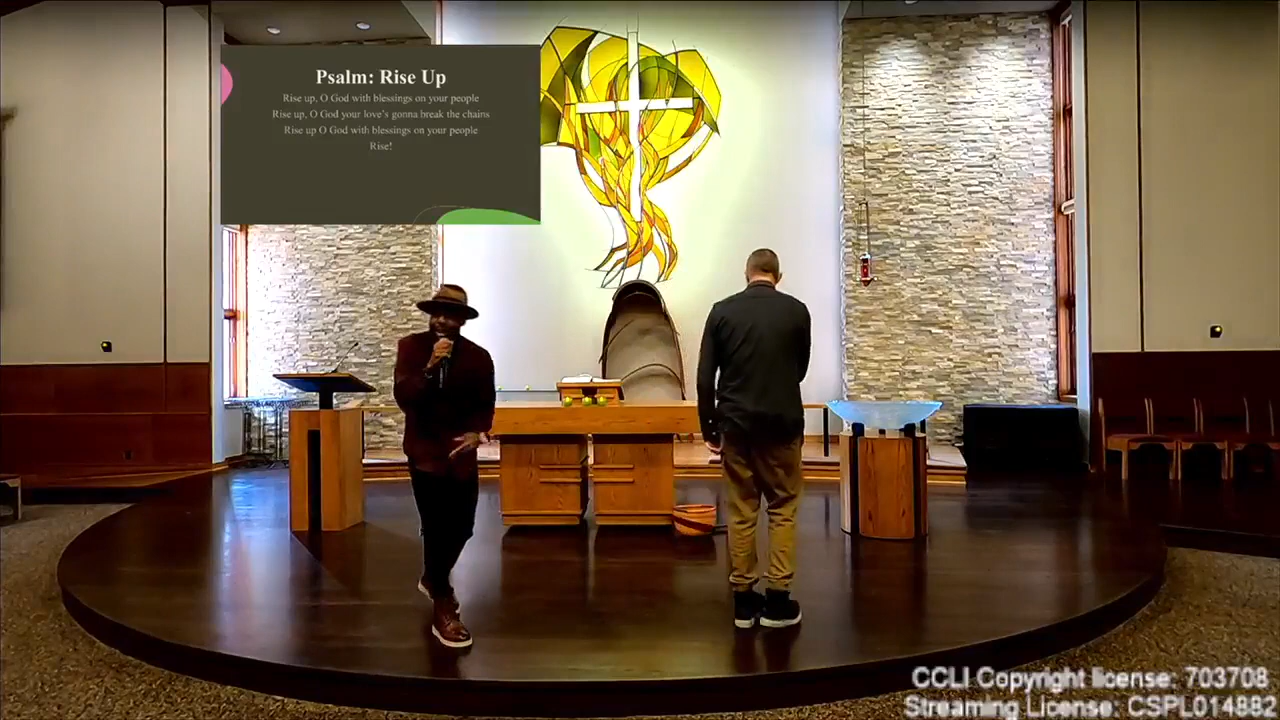 Psalm: Rise Up
Rise up, O God with blessings on your people
Rise up, O God your love's gonna break the chains
Rise up O God with blessings on your people
Rise!
CCLI Copyright license: 703708
Streaming License: CSPL014882